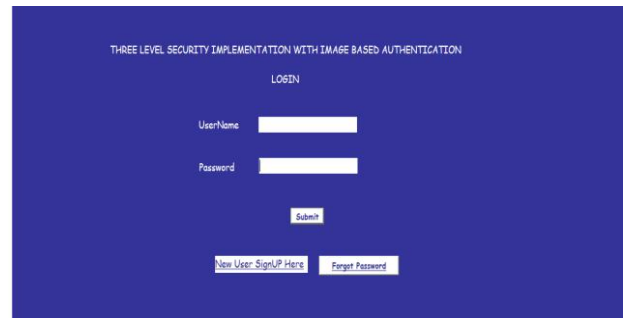 THREE LEVEL SECURITY IMPLEMENTATION WITH IMAGE BASED AUTHENTICATION
LOGIN
UserName
Password
Submit
New User SignUP Here Forgot Password